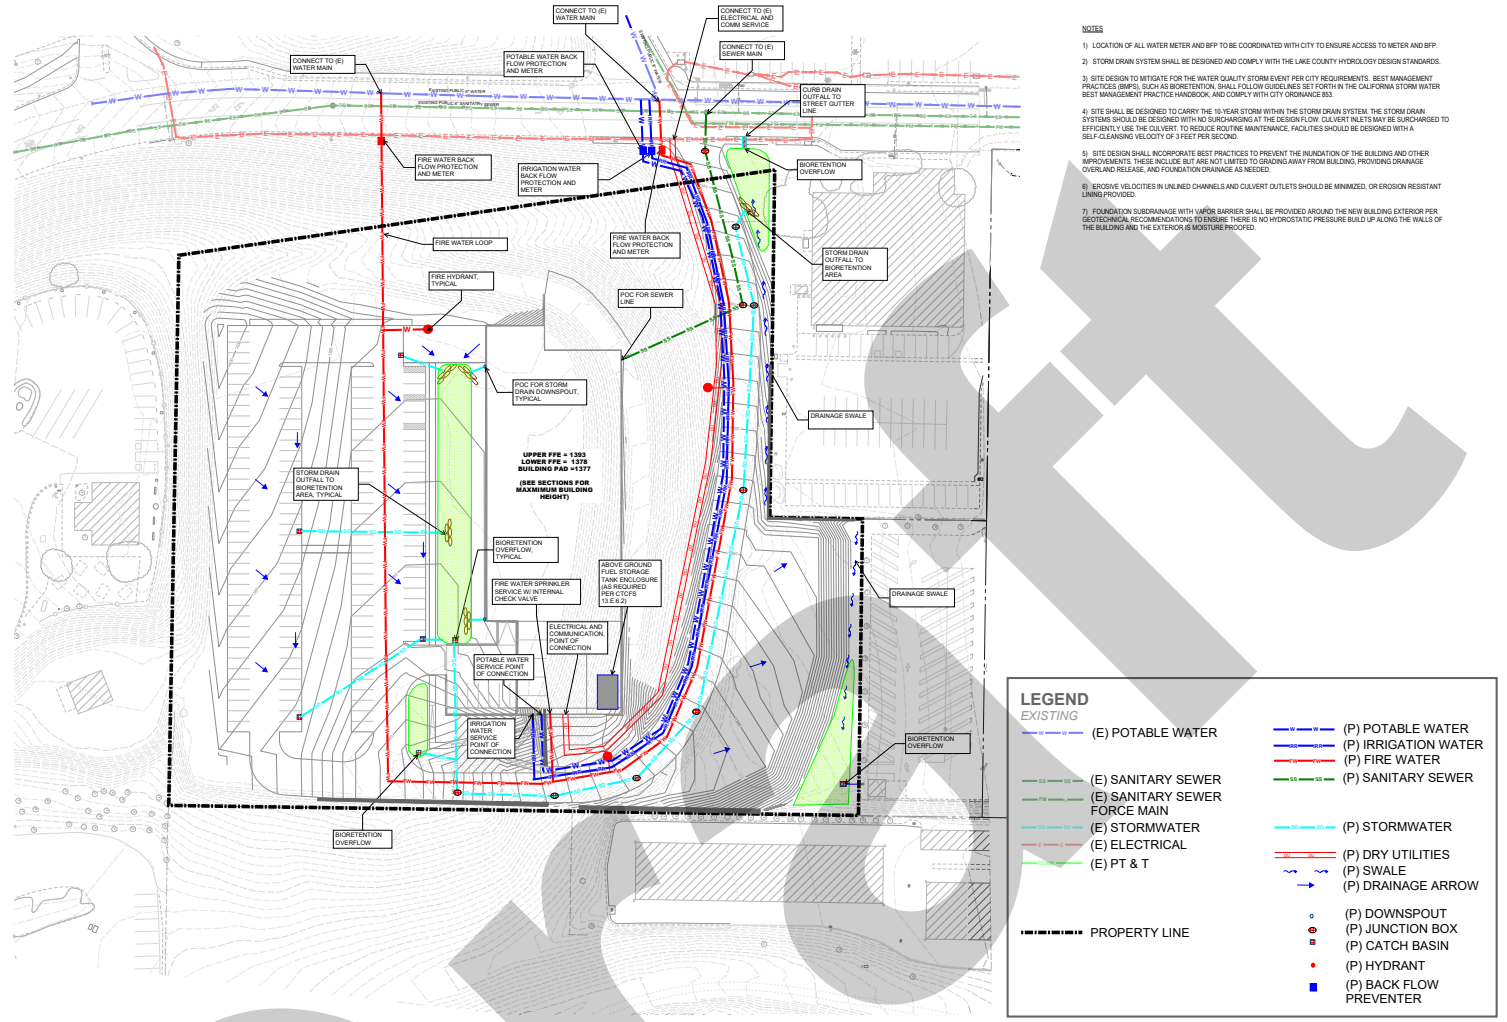 CONNECT TO (E)
WATER MAIN
CONNECT TO (E)
ELECTRICAL AND
COMM SERVICE
CONNECT TO (E)
SEWER MAIN
CONNECT TO (E)
WATER MAIN
POTABLE WATER BACK
FLOW PROTECTION
AND METER
CURB DRAIN
OUTFALL TO
STREET GUTTER
LINE
EXISTING PUBLIC 8" SANITARY SEWER
FIRE WATER BACK
FLOW PROTECTION
AND METER
IRRIGATION WATER
BACK FLOW
PROTECTION AND
METER
BIORETENTION
OVERFLOW
FIRE WATER LOOP
FIRE WATER BACK
FLOW PROTECTION
AND METER
STORM DRAIN
OUTFALL TO
BIORETENTION
AREA
FIRE HYDRANT,
TYPICAL
POC FOR SEWER
LINE
POC FOR STORM
DRAIN DOWNSPOUT,
TYPICAL
DRAINAGE SWALE
UPPER FFE = 1393
LOWER FFE = 1378
BUILDING PAD =1377
(SEE SECTIONS FOR
MAXMIMUM BUILDING
HEIGHT)
STORM DRAIN
OUTFALL TO
BIORETENTION
AREA, TYPICAL
BIORETENTION
OVERFLOW,
TYPICAL
FIRE WATER SPRINKLER
SERVICE W/ INTERNAL
CHECK VALVE
ABOVE GROUND
FUEL STORAGE
TANK ENCLOSURE
(AS REQUIRED
PER CTCFS
13.E.6.2)
DRAINAGE SWALE
ELECTRICAL AND
COMMUNICATION,
POINT OF
CONNECTION
POTABLE WATER
SERVICE POINT
OF CONNECTION
IRRIGATION
WATER
SERVICE
POINT OF
CONNECTION
BIORETENTION
OVERFLOW
BIORETENTION
OVERFLOW
NOTES
1) LOCATION OF ALL WATER METER AND BFP TO BE COORDINATED WITH CITY TO ENSURE ACCESS TO METER AND BFP.
2) STORM DRAIN SYSTEM SHALL BE DESIGNED AND COMPLY WITH THE LAKE COUNTY HYDROLOGY DESIGN STANDARDS.
3) SITE DESIGN TO MITIGATE FOR THE WATER QUALITY STORM EVENT PER CITY REQUIREMENTS. BEST MANAGEMENT
PRACTICES (BMPS), SUCH AS BIORETENTION, SHALL FOLLOW GUIDELINES SET FORTH IN THE CALIFORNIA STORM WATER
BEST MANAGEMENT PRACTICE HANDBOOK, AND COMPLY WITH CITY ORDINANCE 853.
4) SITE SHALL BE DESIGNED TO CARRY THE 10-YEAR STORM WITHIN THE STORM DRAIN SYSTEM. THE STORM DRAIN
SYSTEMS SHOULD BE DESIGNED WITH NO SURCHARGING AT THE DESIGN FLOW. CULVERT INLETS MAY BE SURCHARGED TO
EFFICIENTLY USE THE CULVERT. TO REDUCE ROUTINE MAINTENANCE, FACILITIES SHOULD BE DESIGNED WITH A
SELF-CLEANSING VELOCITY OF 3 FEET PER SECOND.
5) SITE DESIGN SHALL INCORPORATE BEST PRACTICES TO PREVENT THE INUNDATION OF THE BUILDING AND OTHER
IMPROVEMENTS. THESE INCLUDE BUT ARE NOT LIMITED TO GRADING AWAY FROM BUILDING, PROVIDING DRAINAGE
OVERLAND RELEASE, AND FOUNDATION DRAINAGE AS NEEDED.
6) EROSIVE VELOCITIES IN UNLINED CHANNELS AND CULVERT OUTLETS SHOULD BE MINIMIZED, OR EROSION RESISTANT
LINING PROVIDED.
7) FOUNDATION SUBDRAINAGE WITH VAPOR BARRIER SHALL BE PROVIDED AROUND THE NEW BUILDING EXTERIOR PER
GEOTECHNICAL RECOMMENDATIONS TO ENSURE THERE IS NO HYDROSTATIC PRESSURE BUILD UP ALONG THE WALLS OF
THE BUILDING AND THE EXTERIOR IS MOISTURE PROOFED.
LEGEND
EXISTING
(E) POTABLE WATER
(E) SANITARY SEWER
(E) SANITARY SEWER
FORCE MAIN
(E) STORMWATER
(E) ELECTRICAL
(E) PT & T
PROPERTY LINE
(P) POTABLE WATER
(P) IRRIGATION WATER
(P) FIRE WATER
(P) SANITARY SEWER
(P) STORMWATER
(P) DRY UTILITIES
(P) SWALE
(P) DRAINAGE ARROW
(P) DOWNSPOUT
(P) JUNCTION BOX
(P) CATCH BASIN
(P) HYDRANT
(P) BACK FLOW
PREVENTER